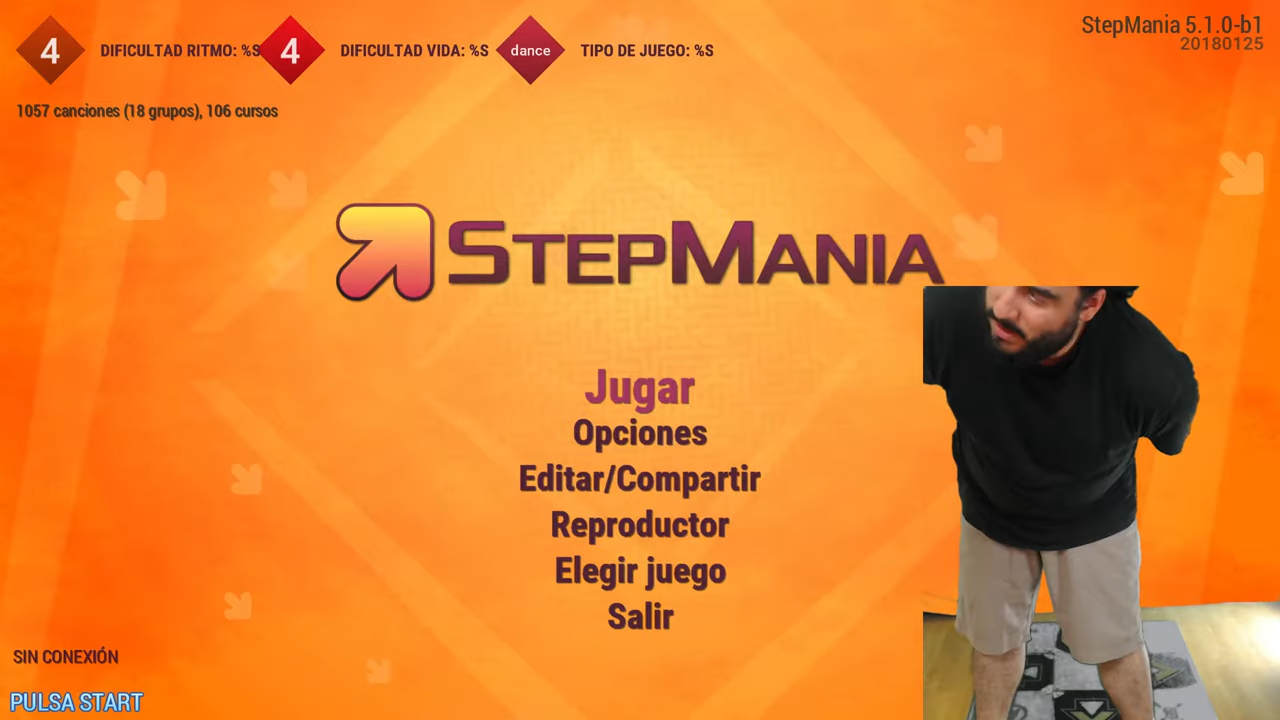 4 DIFICULTAD RITMO: %S 4 DIFICULTAD VIDA: %S dance TIPO DE JUEGO: %S
StepMania 5.1.0-b1
20180125
1057 canciones (18 grupos), 106 cursos
STEPMANIA
Jugar
Opciones
Editar/Compartir
Reproductor
Elegir juego
Salir
SIN CONEXIÓN
PULSA START